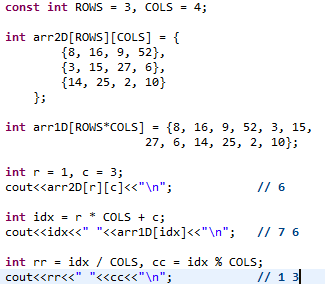 const int ROWS = 3, COLS = 4;
int arr2D[ROWS][COLS] = {
{8, 16, 9, 52},
{3, 15, 27, 6},
{14, 25, 2, 10}
};
int arr1D[ROWS*COLS] = {8, 16, 9, 52, 3, 15,
27, 6, 14, 25, 2, 10};
int r = 1, c = 3;
cout<<arr2D[r][c]<<"\n"; // 6
int idx = r * COLS + c;
cout<<idx<<" "<<arr1D[idx]<<"\n"; // 7 6
int rr = idx / COLS, cc = idx % COLS;
cout<<rr<<" "<<cc<<"\n"; // 1 3